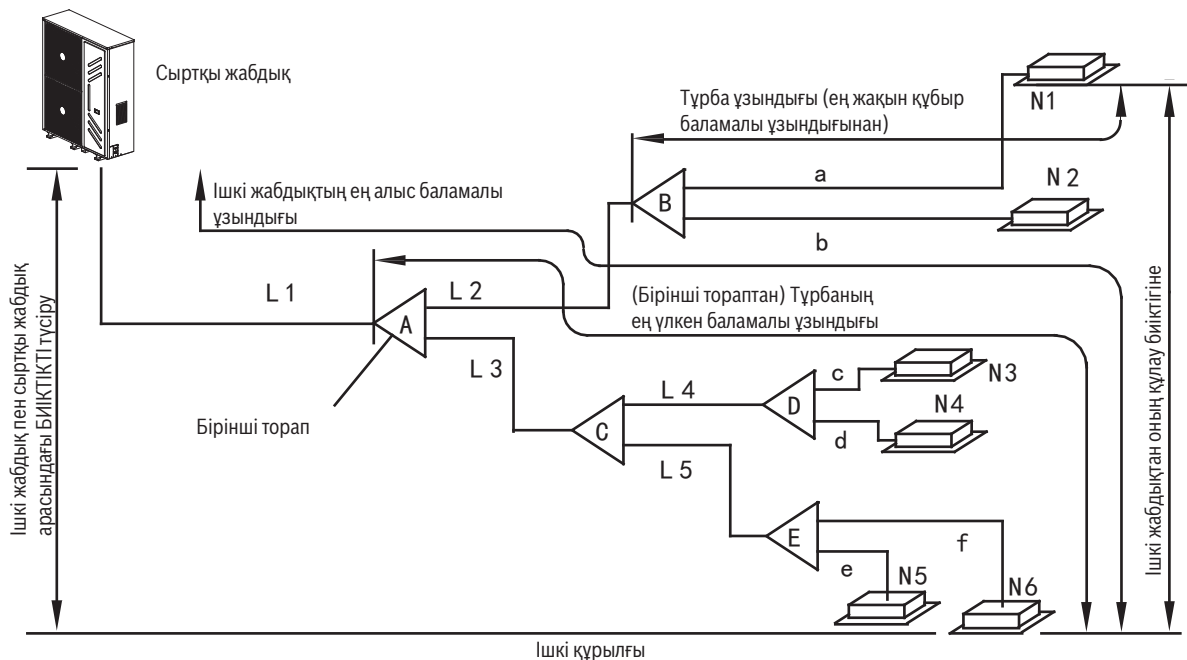 Сыртқы жабдық
Тұрба ұзындығы (ең жақын құбыр
баламалы ұзындығынан)
N1
Ішкі жабдықтың ең алыс баламалы
ұзындығы
a
B
N 2
b
Ішкі жабдық пен сыртқы жабдық
арасындағы БИІКТІКТІ түсіру
L 1
L 2
(Бірінші тораптан) Тұрбаның
ең үлкен баламалы ұзындығы
A
L 3
Бірінші торап
C
L 4
D
c
N3
d
N4
L 5
E
f
e
N5
N6
Ішкі жабдықтан оның құлау биіктігіне
Ішкі құрылғы